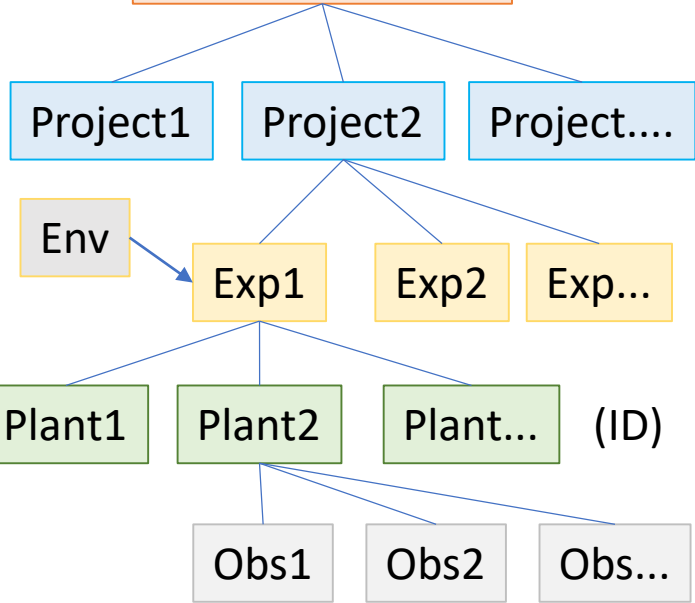 Project1 Project2 Project....
Env
Exp1 Exp2 Exp...
Plant1 Plant2 Plant... (ID)
Obs1 Obs2 Obs...